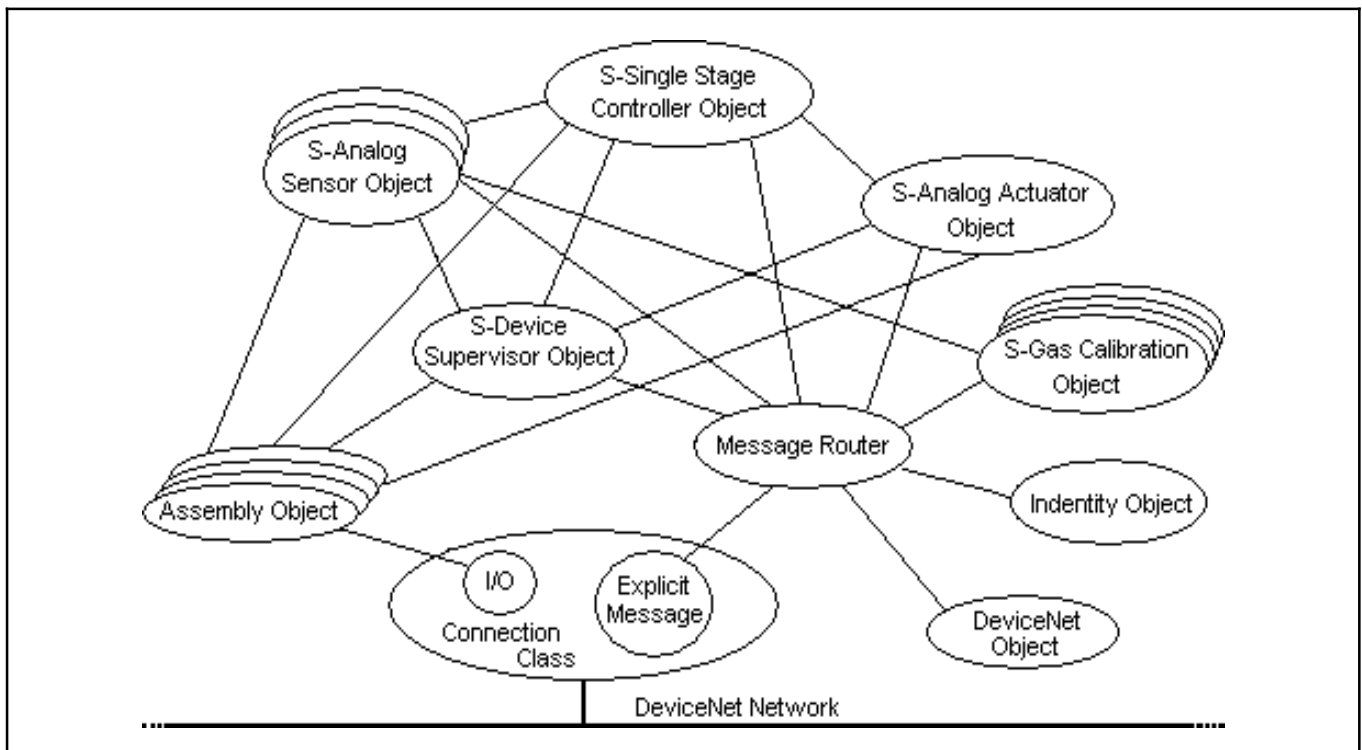 S-Single Stage
Controller Object
S-Analog
Sensor Object
S-Analog Actuator
Object
S-Device
Supervisor Object
S-Gas Calibration
Object
Message Router
Assembly Object
Indentity Object
I/O
Explicit
Message
Connection
Class
DeviceNet
Object
DeviceNet Network